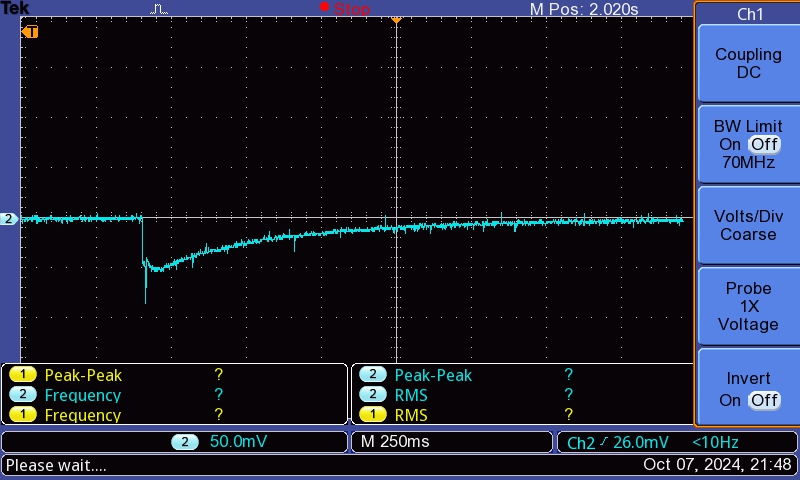 Tek Stop M Pos: 2.020s
T
2
Ch1
Coupling
DC
BW Limit
On Off
70MHz
Volts/Div
Coarse
Probe
1X
Voltage
Invert
On Off
1 Peak-Peak ? 2 Peak-Peak ?
2 Frequency ? 2 RMS ?
1 Frequency ? 1 RMS ?
2 50.0mV M 250ms Ch2 26.0mV <10Hz
Please wait.... Oct 07, 2024, 21:48